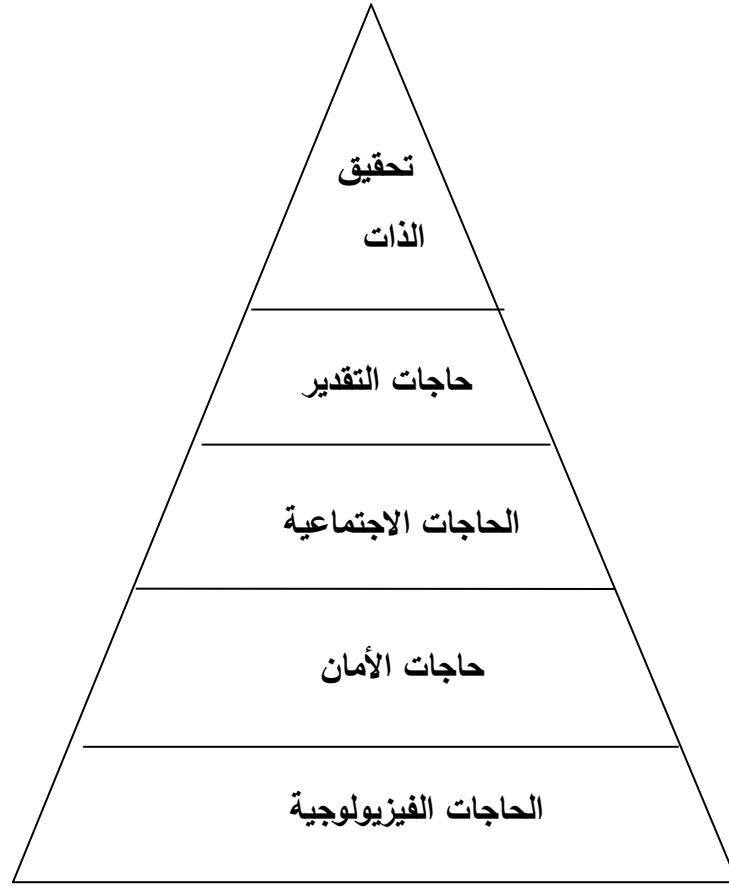 تحقيق
الذات
حاجات التقدير
الحاجات الاجتماعية
حاجات الأمان
الحاجات الفيزيولوجية